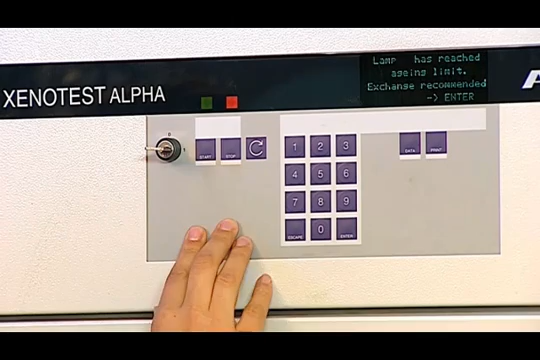 Lamp has reached
ageing limit.
Exchange recommended
-> ENTER
XENOTEST ALPHA
A
0
START STOP
1 2 3
4 5 6
7 8 9
ESCAPE 0 ENTER
DATA PRINT